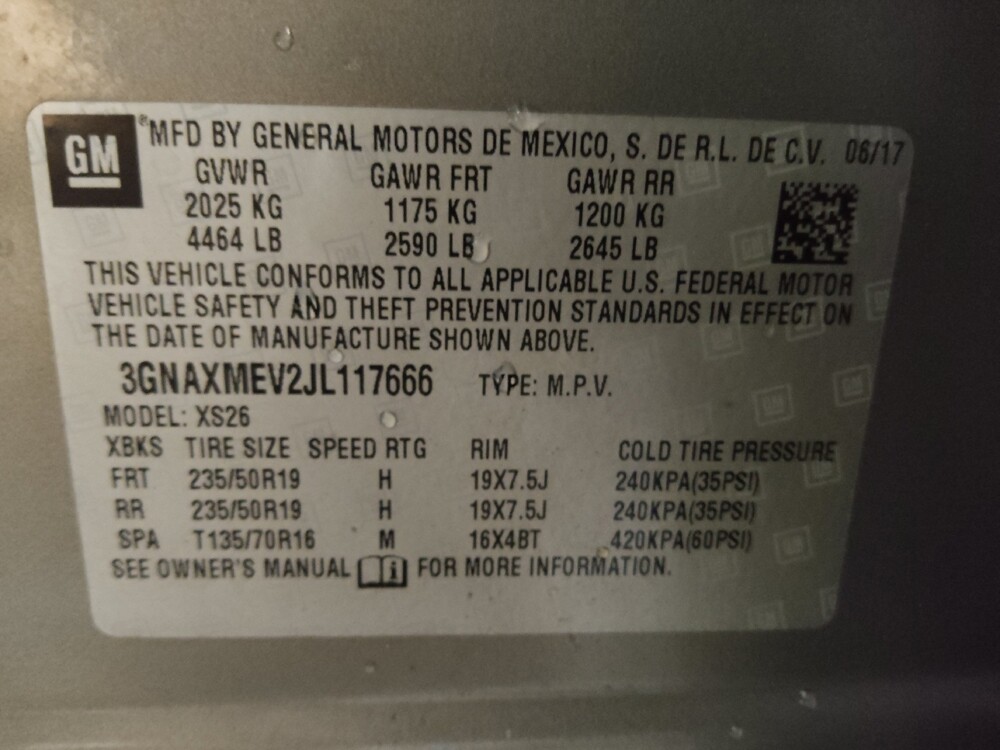 GM
®MFD BY GENERAL MOTORS DE MEXICO, S. DE R.L. DE C.V. 06/17
GVWR GAWR FRT GAWR RR
2025 KG 1175 KG 1200 KG
4464 LB 2590 LB 2645 LB
THIS VEHICLE CONFORMS TO ALL APPLICABLE U.S. FEDERAL MOTOR
VEHICLE SAFETY AND THEFT PREVENTION STANDARDS IN EFFECT ON
THE DATE OF MANUFACTURE SHOWN ABOVE.
3GNAXMEV2JL117666 TYPE: M.P.V.
MODEL: XS26
XBKS TIRE SIZE SPEED RTG RIM COLD TIRE PRESSURE
FRT 235/50R19 H 19X7.5J 240KPA(35PSI)
RR 235/50R19 H 19X7.5J 240KPA(35PSI)
SPA T135/70R16 M 16X4BT 420KPA(60PSI)
SEE OWNER'S MANUAL i FOR MORE INFORMATION.